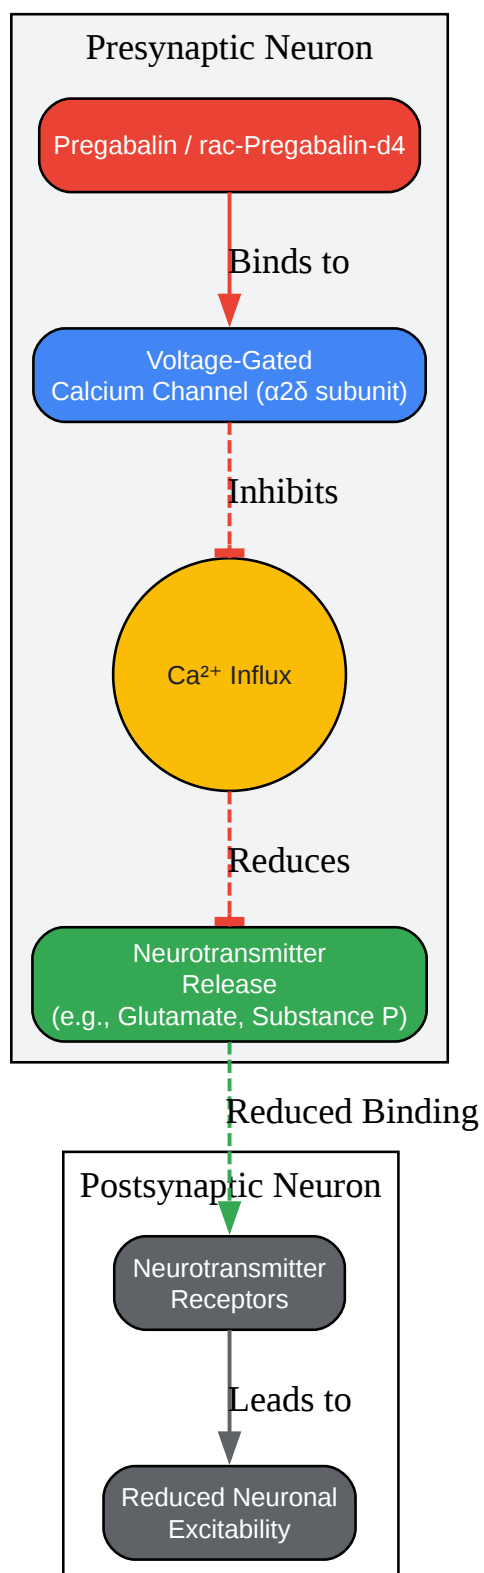 Presynaptic Neuron
Pregabalin / rac-Pregabalin-d4
Binds to
Voltage-Gated
Calcium Channel (α2δ subunit)
Inhibits
Ca²⁺ Influx
Reduces
Neurotransmitter
Release
(e.g., Glutamate, Substance P)
Reduced Binding
Postsynaptic Neuron
Neurotransmitter
Receptors
Leads to
Reduced Neuronal
Excitability